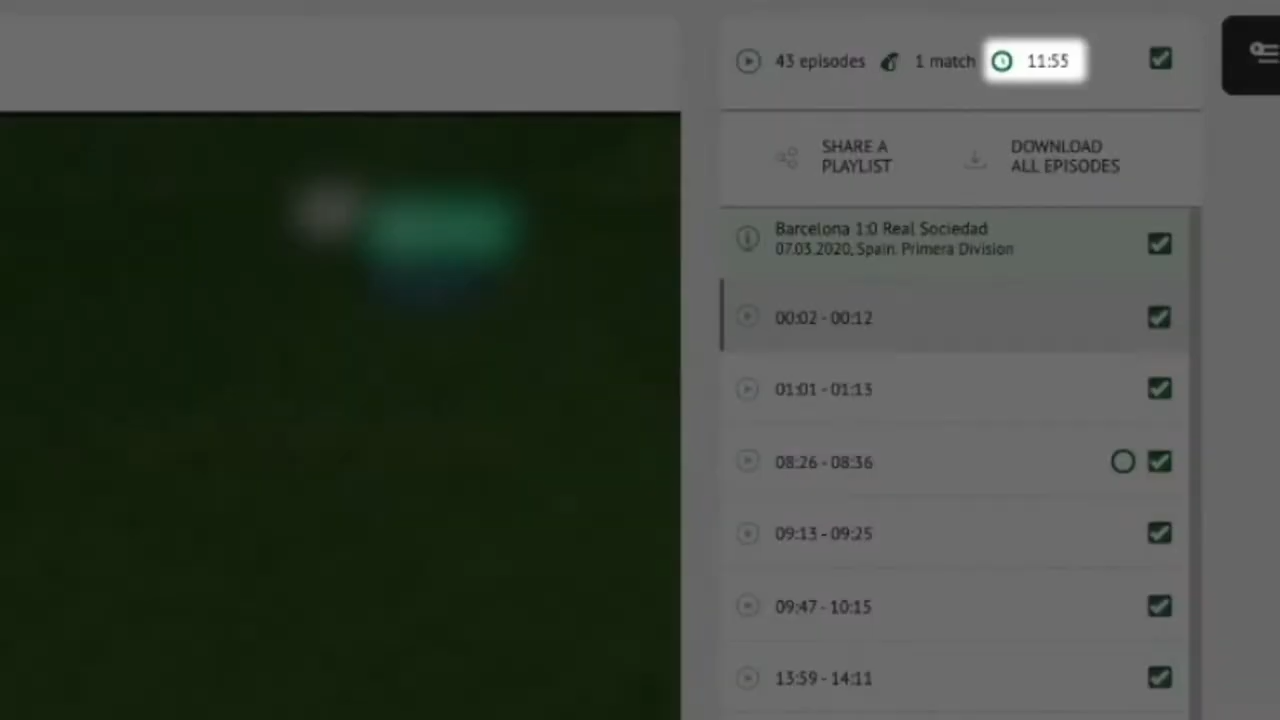 43 episodes 1 match 11:55
SHARE A PLAYLIST
DOWNLOAD ALL EPISODES
Barcelona 1:0 Real Sociedad
07.03.2020, Spain. Primera Division
00:02 - 00:12
01:01 - 01:13
08:26 - 08:36
09:13 - 09:25
09:47 - 10:15
13:59 - 14:11